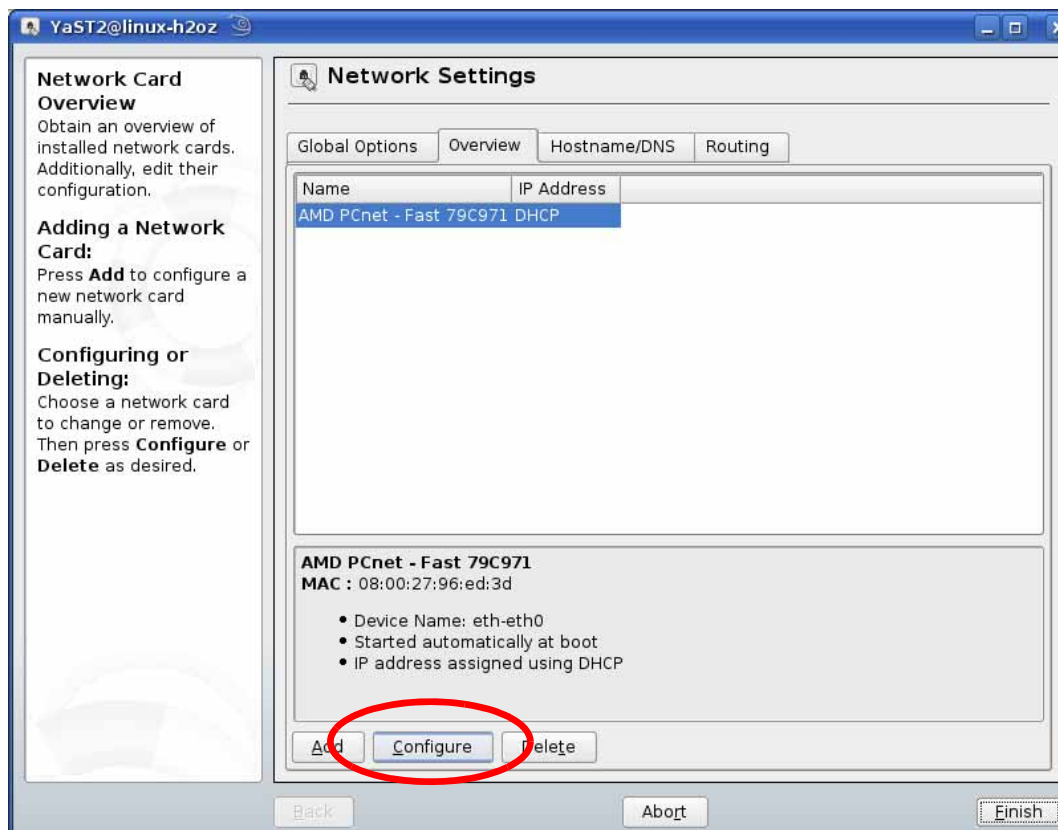 YaST2@linux-h2oz
Network Card
Overview
Obtain an overview of
installed network cards.
Additionally, edit their
configuration.
Adding a Network
Card:
Press Add to configure a
new network card
manually.
Configuring or
Deleting:
Choose a network card
to change or remove.
Then press Configure or
Delete as desired.
Network Settings
Global Options Overview Hostname/DNS Routing
Name IP Address
AMD PCnet - Fast 79C971 DHCP
AMD PCnet - Fast 79C971
MAC : 08:00:27:96:ed:3d
• Device Name: eth-eth0
• Started automatically at boot
• IP address assigned using DHCP
Add Configure Delete
Back Abort Finish